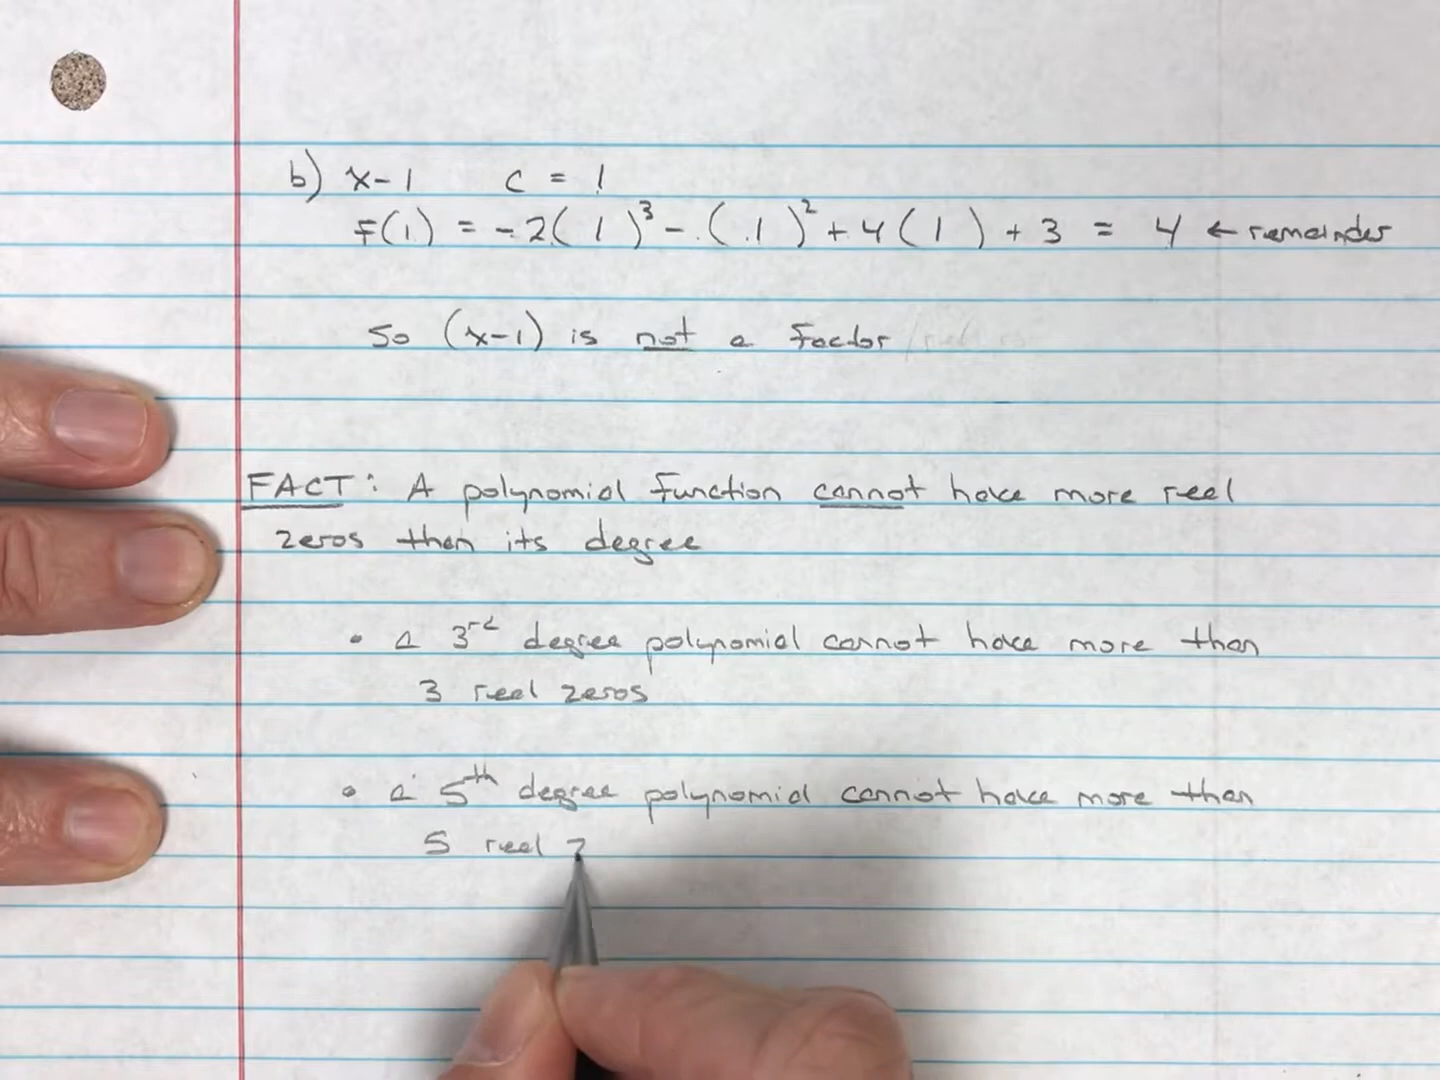 b) x-1 c = 1
F(1) = -2(1)³ - (1)² + 4(1) + 3 = 4 ← remainder
So (x-1) is not a factor
FACT: A polynomial function cannot have more real
zeros than its degree
• a 3rd degree polynomial cannot have more than
3 real zeros
• a 5th degree polynomial cannot have more than
5 real z